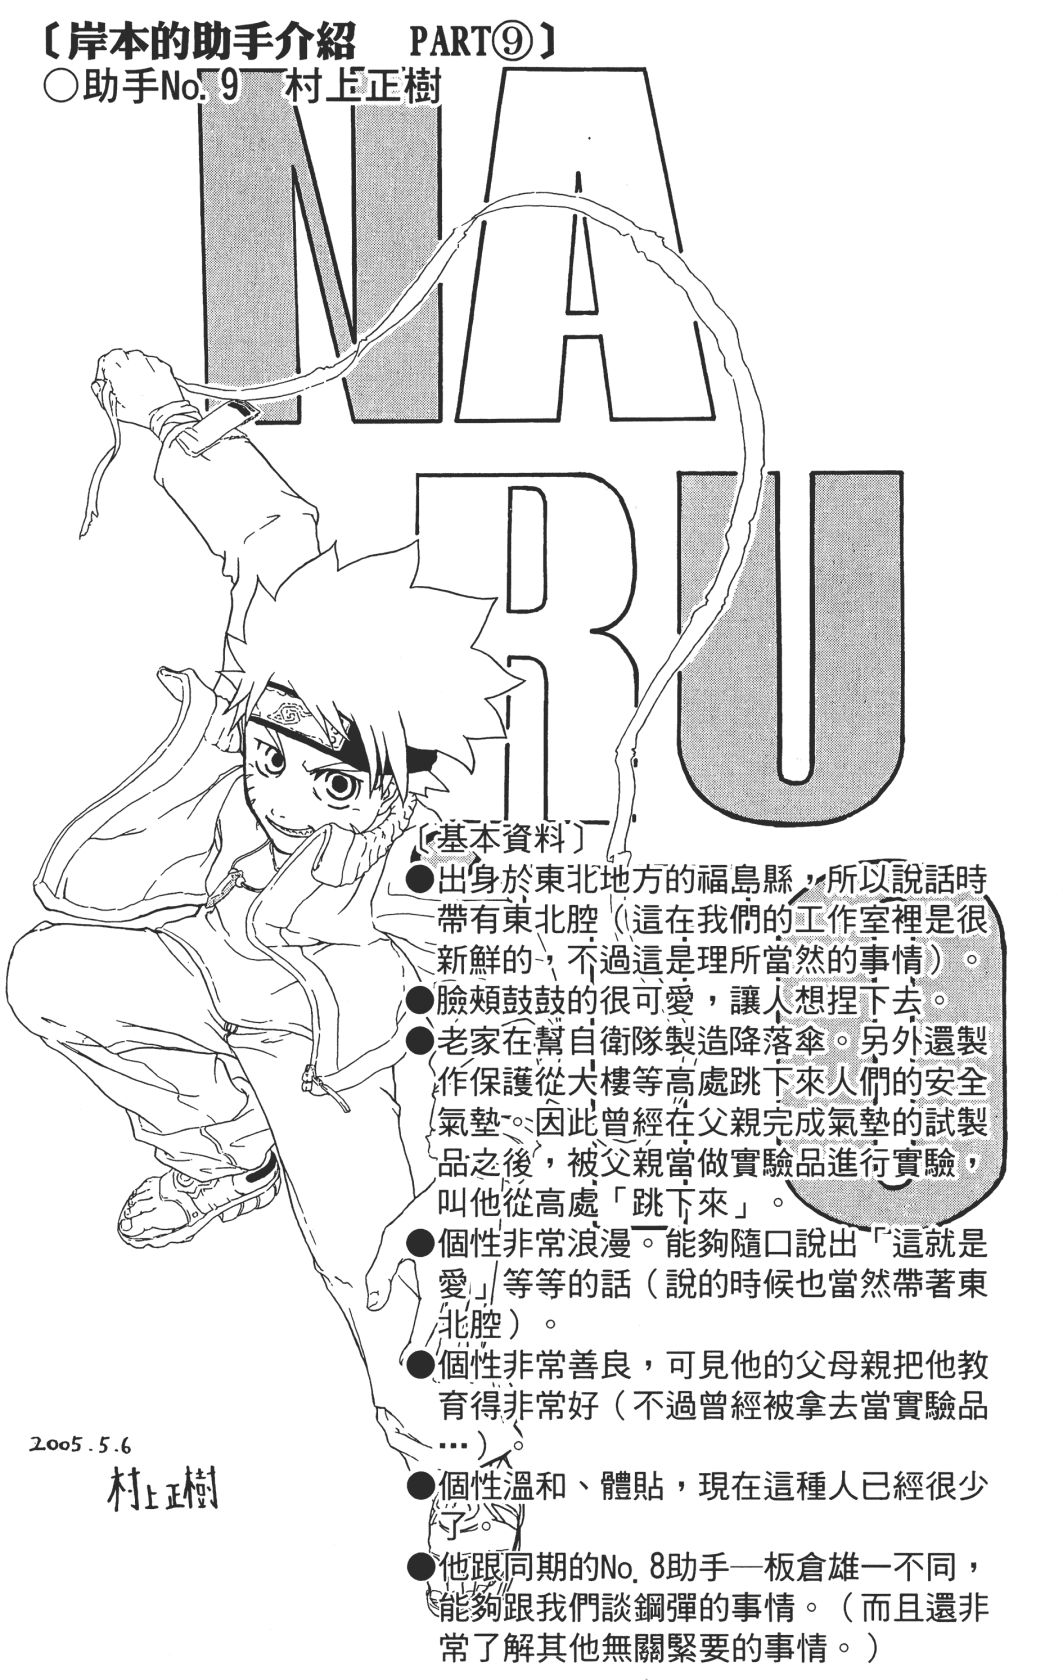 〔岸本的助手介紹　PART⑨〕
○助手No.9　村上正樹
NA
RU
TO
〔基本資料〕
●出身於東北地方的福島縣，所以說話時
帶有東北腔（這在我們的工作室裡是很
新鮮的，不過這是理所當然的事情）。
●臉頰鼓鼓的很可愛，讓人想捏下去。
●老家在幫自衛隊製造降落傘。另外還製
作保護從大樓等高處跳下來人們的安全
氣墊。因此曾經在父親完成氣墊的試製
品之後，被父親當做實驗品進行實驗，
叫他從高處「跳下來」。
●個性非常浪漫。能夠隨口說出「這就是
愛」等等的話（說的時候也當然帶著東
北腔）。
●個性非常善良，可見他的父母親把他教
育得非常好（不過曾經被拿去當實驗品
…）。
●個性溫和、體貼，現在這種人已經很少
了。
●他跟同期的No.8助手—板倉雄一不同，
能夠跟我們談鋼彈的事情。（而且還非
常了解其他無關緊要的事情。）
2005.5.6
村上正樹